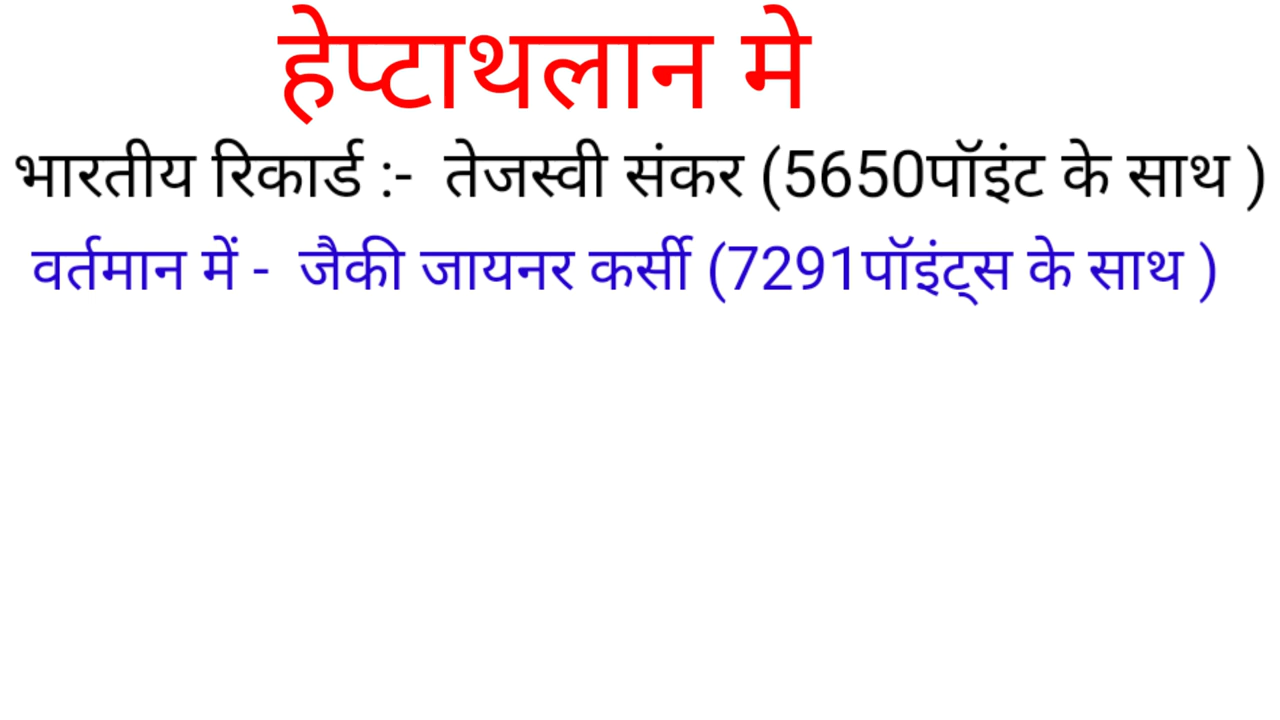 हेप्टाथलान मे
भारतीय रिकार्ड :- तेजस्वी संकर (5650पॉइंट के साथ )
वर्तमान में - जैकी जायनर कर्सी (7291पॉइंट्स के साथ )